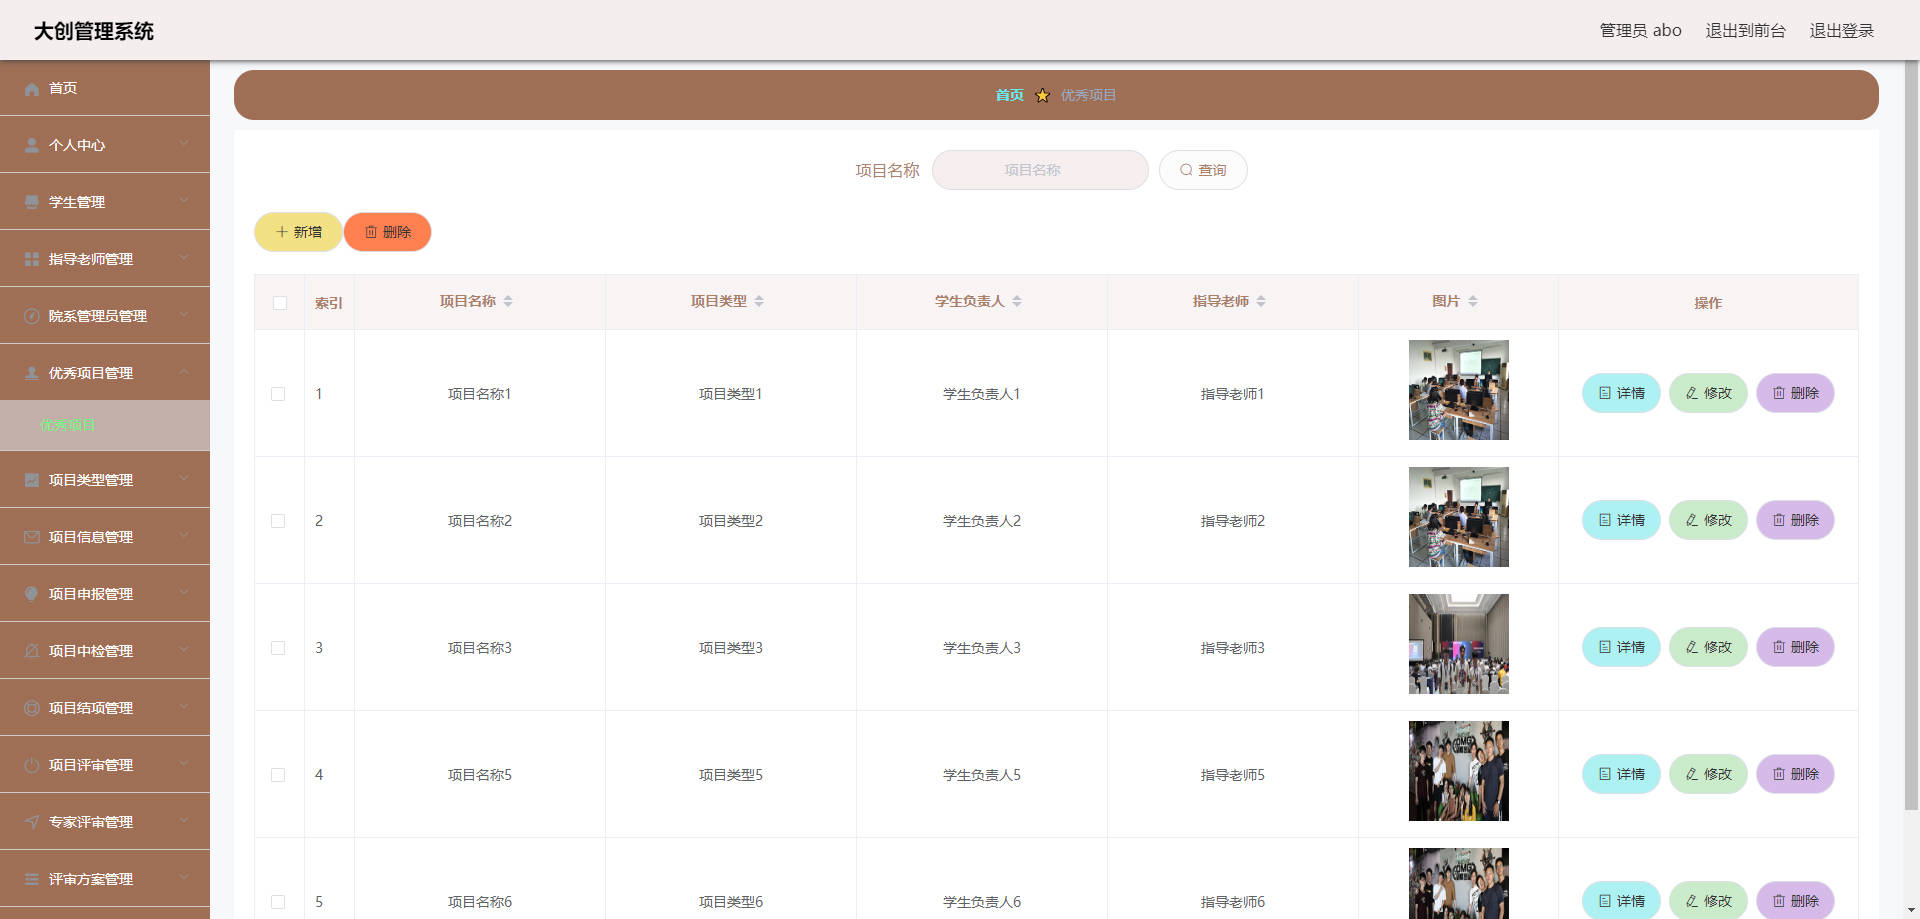 大创管理系统
管理员 abo 退出到前台 退出登录
首页
个人中心
学生管理
指导老师管理
院系管理员管理
优秀项目管理
优秀项目
项目类型管理
项目信息管理
项目申报管理
项目中检管理
项目结项管理
项目评审管理
专家评审管理
评审方案管理
首页 优秀项目
项目名称 项目名称 查询
新增 删除
索引 项目名称 项目类型 学生负责人 指导老师 图片 操作
1 项目名称1 项目类型1 学生负责人1 指导老师1 详情 修改 删除
2 项目名称2 项目类型2 学生负责人2 指导老师2 详情 修改 删除
3 项目名称3 项目类型3 学生负责人3 指导老师3 详情 修改 删除
4 项目名称5 项目类型5 学生负责人5 指导老师5 详情 修改 删除
5 项目名称6 项目类型6 学生负责人6 指导老师6 详情 修改 删除